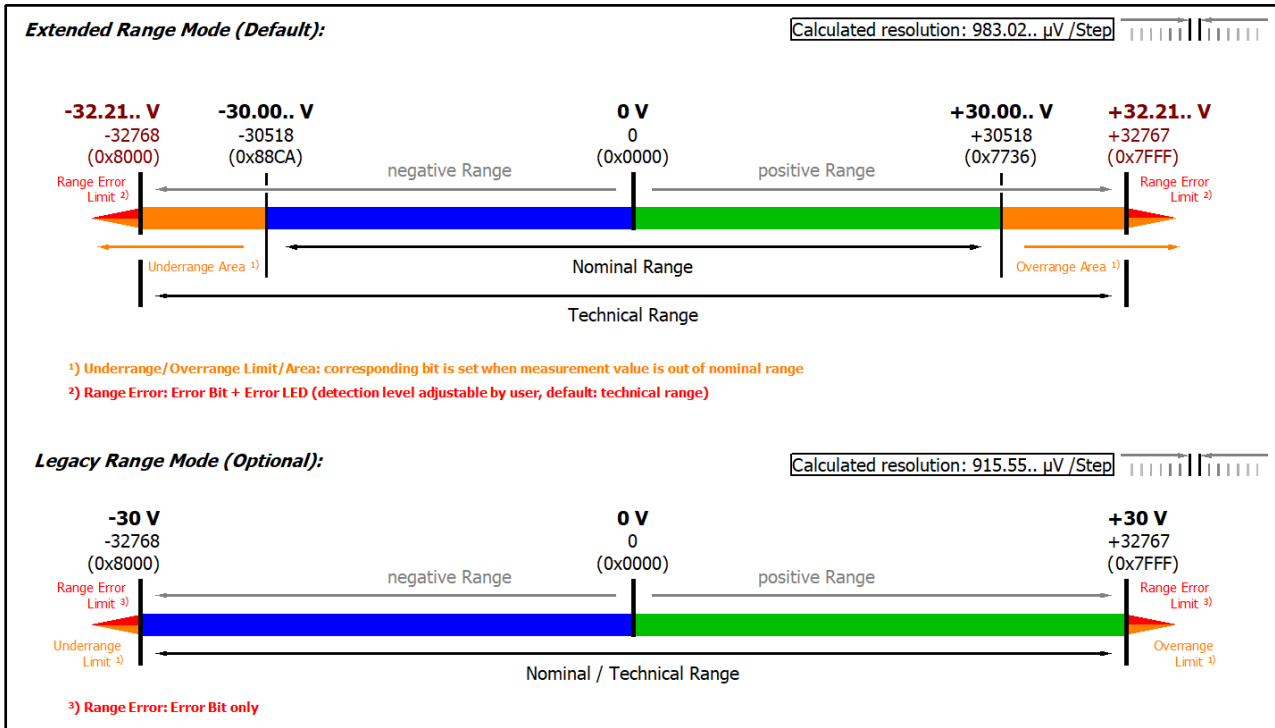 Extended Range Mode (Default):
Calculated resolution: 983.02.. µV /Step
-32.21.. V
-30.00.. V
0 V
+30.00.. V
+32.21.. V
-32768
-30518
0
+30518
+32767
(0x8000)
(0x88CA)
(0x0000)
(0x7736)
(0x7FFF)
negative Range
positive Range
Range Error
Limit ²⁾
Range Error
Limit ²⁾
Underrange Area ¹⁾
Nominal Range
Overrange Area ¹⁾
Technical Range
¹⁾ Underrange/Overrange Limit/Area: corresponding bit is set when measurement value is out of nominal range
²⁾ Range Error: Error Bit + Error LED (detection level adjustable by user, default: technical range)
Legacy Range Mode (Optional):
Calculated resolution: 915.55.. µV /Step
-30 V
0 V
+30 V
-32768
0
+32767
(0x8000)
(0x0000)
(0x7FFF)
negative Range
positive Range
Range Error
Limit ³⁾
Range Error
Limit ³⁾
Underrange
Limit ¹⁾
Overrange
Limit ¹⁾
Nominal / Technical Range
³⁾ Range Error: Error Bit only